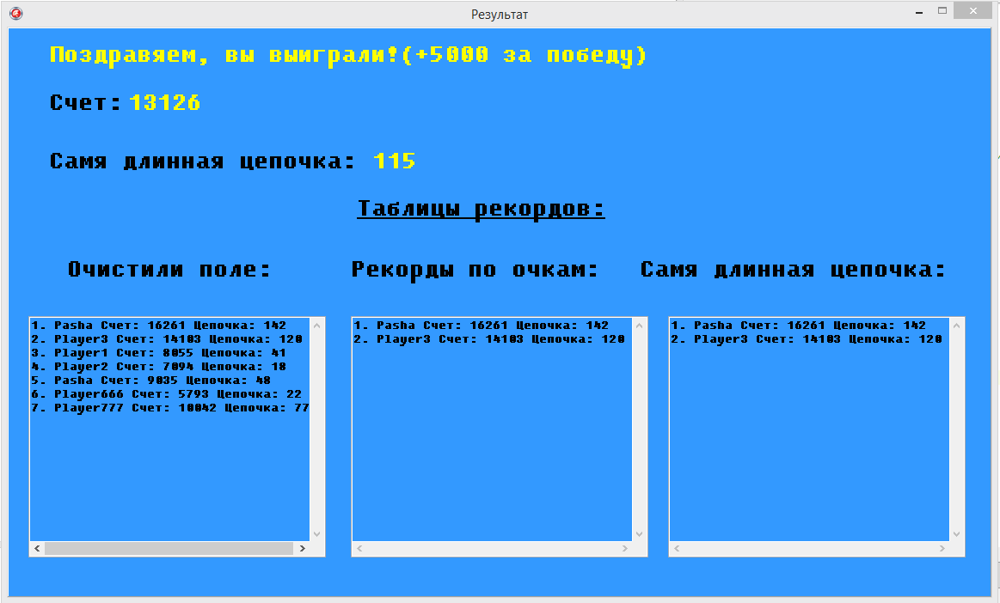 Результат
Поздравяем, вы выиграли!(+5000 за победу)
Счет: 13126
Самя длинная цепочка: 115
Таблицы рекордов:
Очистили поле:
1. Pasha Счет: 16261 Цепочка: 142
2. Player3 Счет: 14103 Цепочка: 120
3. Player1 Счет: 8055 Цепочка: 41
4. Player2 Счет: 7094 Цепочка: 18
5. Pasha Счет: 9035 Цепочка: 48
6. Player666 Счет: 5793 Цепочка: 22
7. Player777 Счет: 10042 Цепочка: 77
Рекорды по очкам:
1. Pasha Счет: 16261 Цепочка: 142
2. Player3 Счет: 14103 Цепочка: 120
Самя длинная цепочка:
1. Pasha Счет: 16261 Цепочка: 142
2. Player3 Счет: 14103 Цепочка: 120